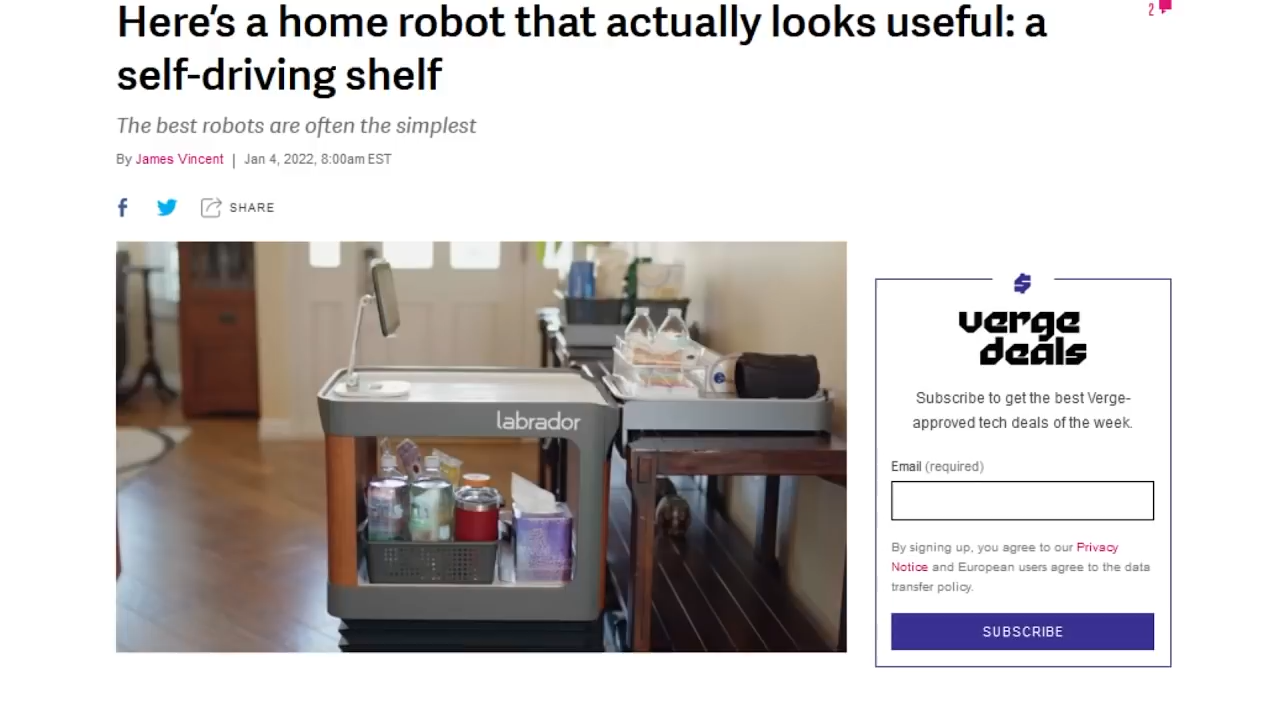 Here's a home robot that actually looks useful: a
self-driving shelf
2
The best robots are often the simplest
By James Vincent | Jan 4, 2022, 8:00am EST
SHARE
labrador
verge
deals
Subscribe to get the best Verge-
approved tech deals of the week.
Email (required)
By signing up, you agree to our Privacy
Notice and European users agree to the data
transfer policy.
SUBSCRIBE